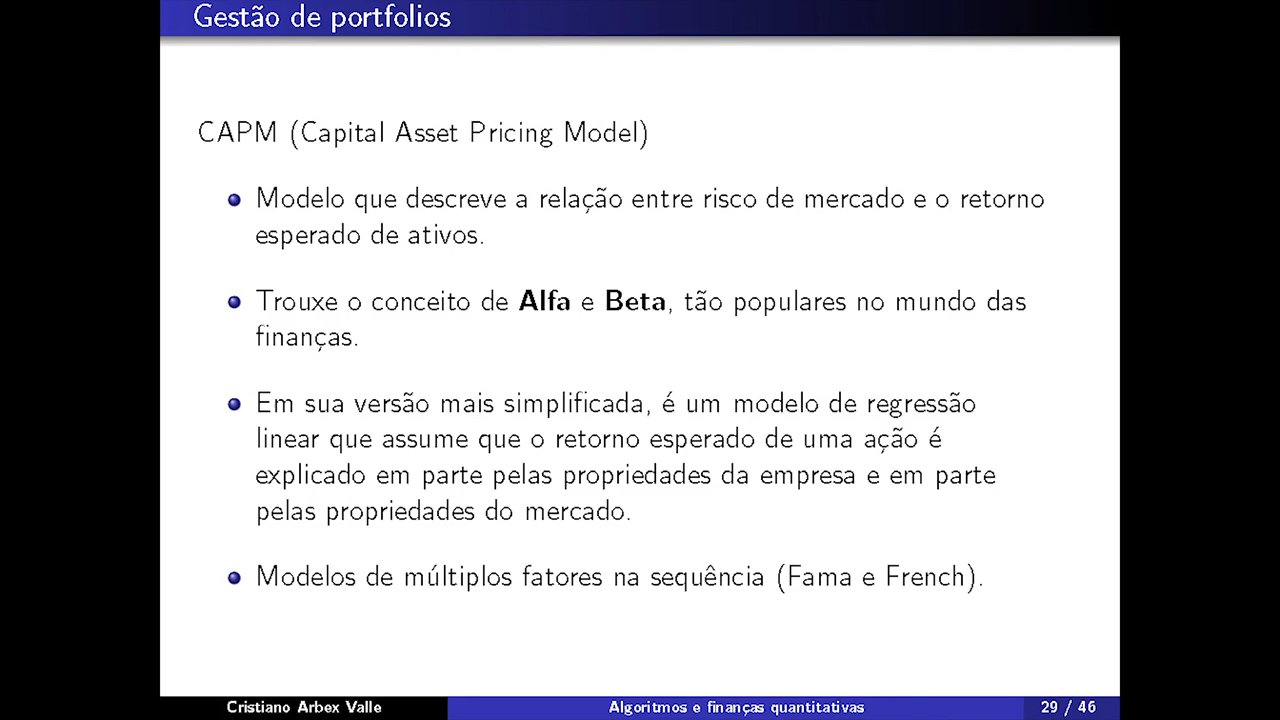 Gestão de portfolios
CAPM (Capital Asset Pricing Model)
Modelo que descreve a relação entre risco de mercado e o retorno
esperado de ativos.
Trouxe o conceito de Alfa e Beta, tão populares no mundo das
finanças.
Em sua versão mais simplificada, é um modelo de regressão
linear que assume que o retorno esperado de uma ação é
explicado em parte pelas propriedades da empresa e em parte
pelas propriedades do mercado.
Modelos de múltiplos fatores na sequência (Fama e French).
Cristiano Arbex Valle
Algoritmos e finanças quantitativas
29 / 46